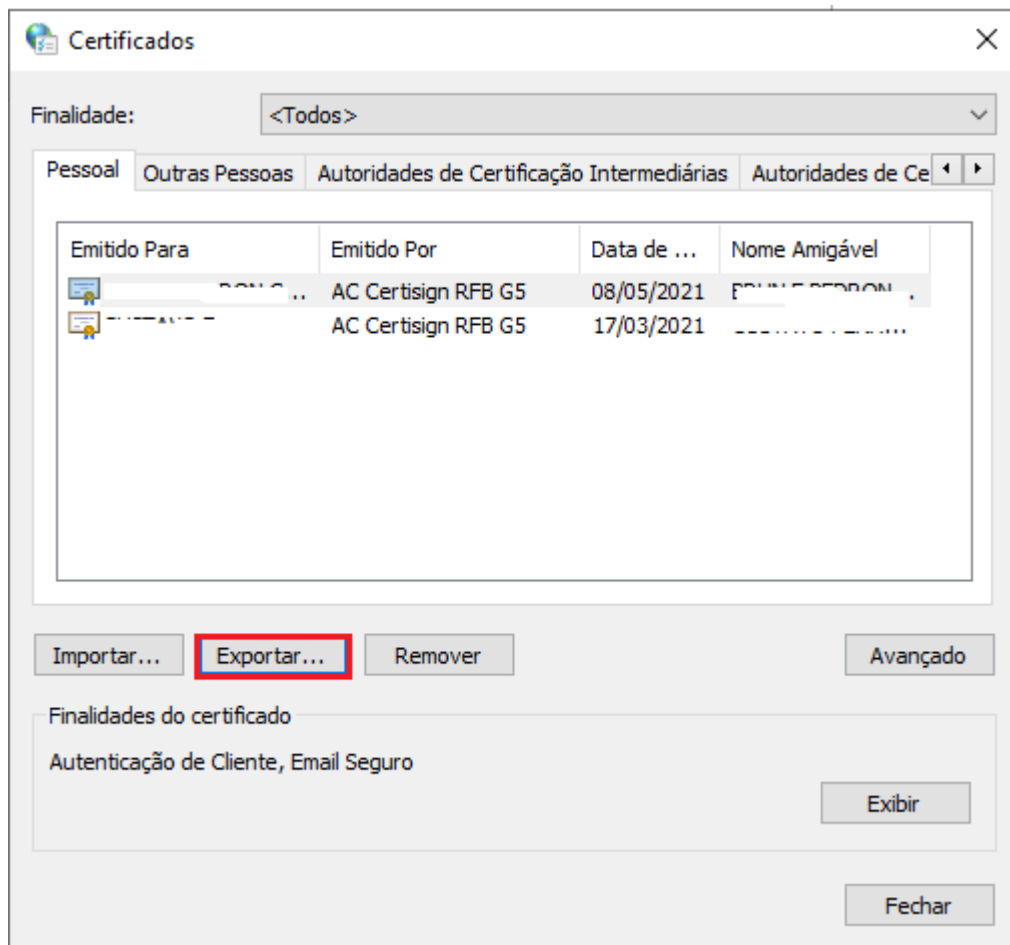 Certificados
Finalidade: <Todos>
Pessoal Outras Pessoas Autoridades de Certificação Intermediárias Autoridades de Ce
Emitido Para Emitido Por Data de ... Nome Amigável
AC Certisign RFB G5 08/05/2021
AC Certisign RFB G5 17/03/2021
Importar... Exportar... Remover Avançado
Finalidades do certificado
Autenticação de Cliente, Email Seguro
Exibir
Fechar